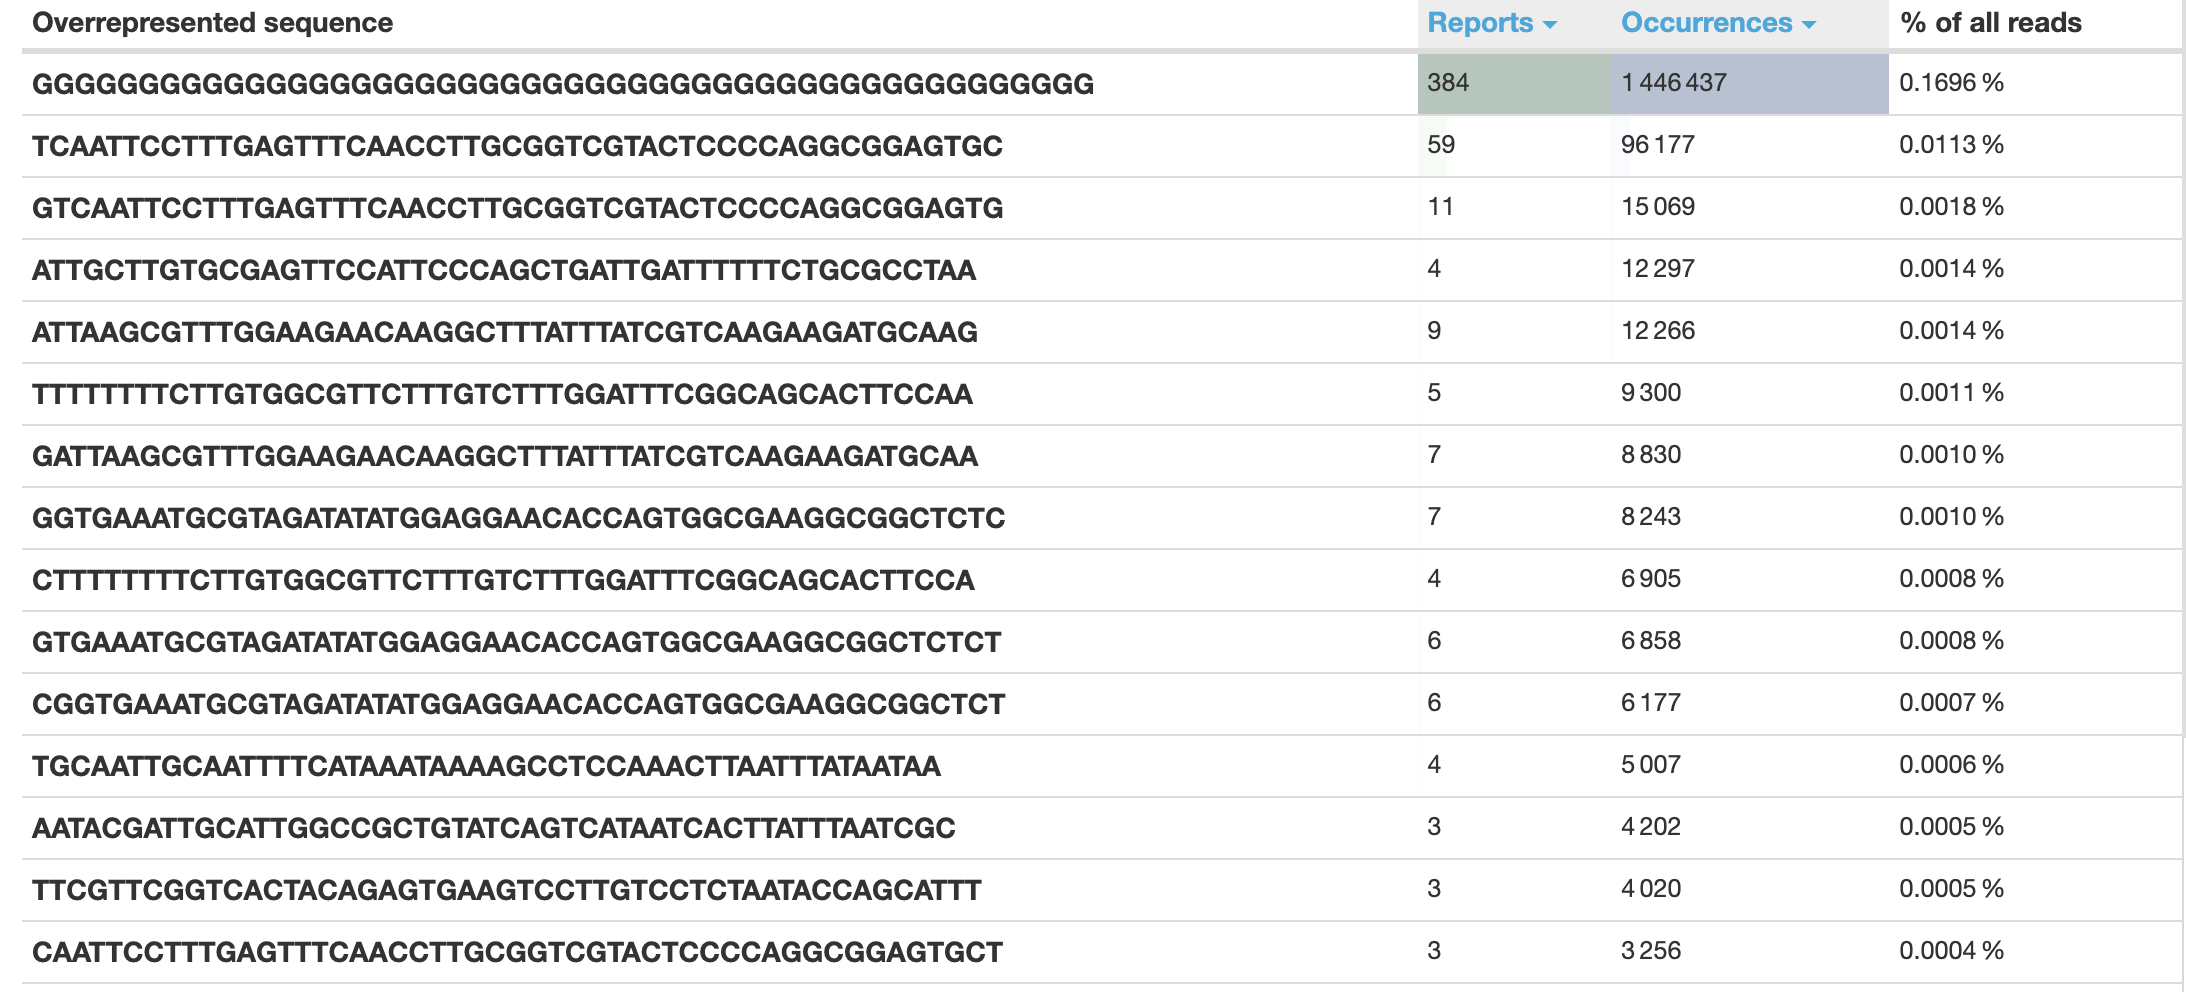 Overrepresented sequence Reports Occurrences % of all reads
GGGGGGGGGGGGGGGGGGGGGGGGGGGGGGGGGGGGGGGGGGGGGGGGGG 384 1 446 437 0.1696 %
TCAATTCCTTTGAGTTTCAACCTTGCGGTCGTACTCCCCAGGCGGAGTGC 59 96 177 0.0113 %
GTCAATTCCTTTGAGTTTCAACCTTGCGGTCGTACTCCCCAGGCGGAGTG 11 15 069 0.0018 %
ATTGCTTGTGCGAGTTCCATTCCCAGCTGATTGATTTTTTCTGCGCCTAA 4 12 297 0.0014 %
ATTAAGCGTTTGGAAGAACAAGGCTTTATTTATCGTCAAGAAGATGCAAG 9 12 266 0.0014 %
TTTTTTTTCTTGTGGCGTTCTTTGTCTTTGGATTTCGGCAGCACTTCCAA 5 9 300 0.0011 %
GATTAAGCGTTTGGAAGAACAAGGCTTTATTTATCGTCAAGAAGATGCAA 7 8 830 0.0010 %
GGTGAAATGCGTAGATATATGGAGGAACACCAGTGGCGAAGGCGGCTCTC 7 8 243 0.0010 %
CTTTTTTTTCTTGTGGCGTTCTTTGTCTTTGGATTTCGGCAGCACTTCCA 4 6 905 0.0008 %
GTGAAATGCGTAGATATATGGAGGAACACCAGTGGCGAAGGCGGCTCTCT 6 6 858 0.0008 %
CGGTGAAATGCGTAGATATATGGAGGAACACCAGTGGCGAAGGCGGCTCT 6 6 177 0.0007 %
TGCAATTGCAATTTTCATAAATAAAAGCCTCCAAACTTAATTTATAATAA 4 5 007 0.0006 %
AATACGATTGCATTGGCCGCTGTATCAGTCATAATCACTTATTTAATCGC 3 4 202 0.0005 %
TTCGTTCGGTCACTACAGAGTGAAGTCCTTGTCCTCTAATACCAGCATTT 3 4 020 0.0005 %
CAATTCCTTTGAGTTTCAACCTTGCGGTCGTACTCCCCAGGCGGAGTGCT 3 3 256 0.0004 %